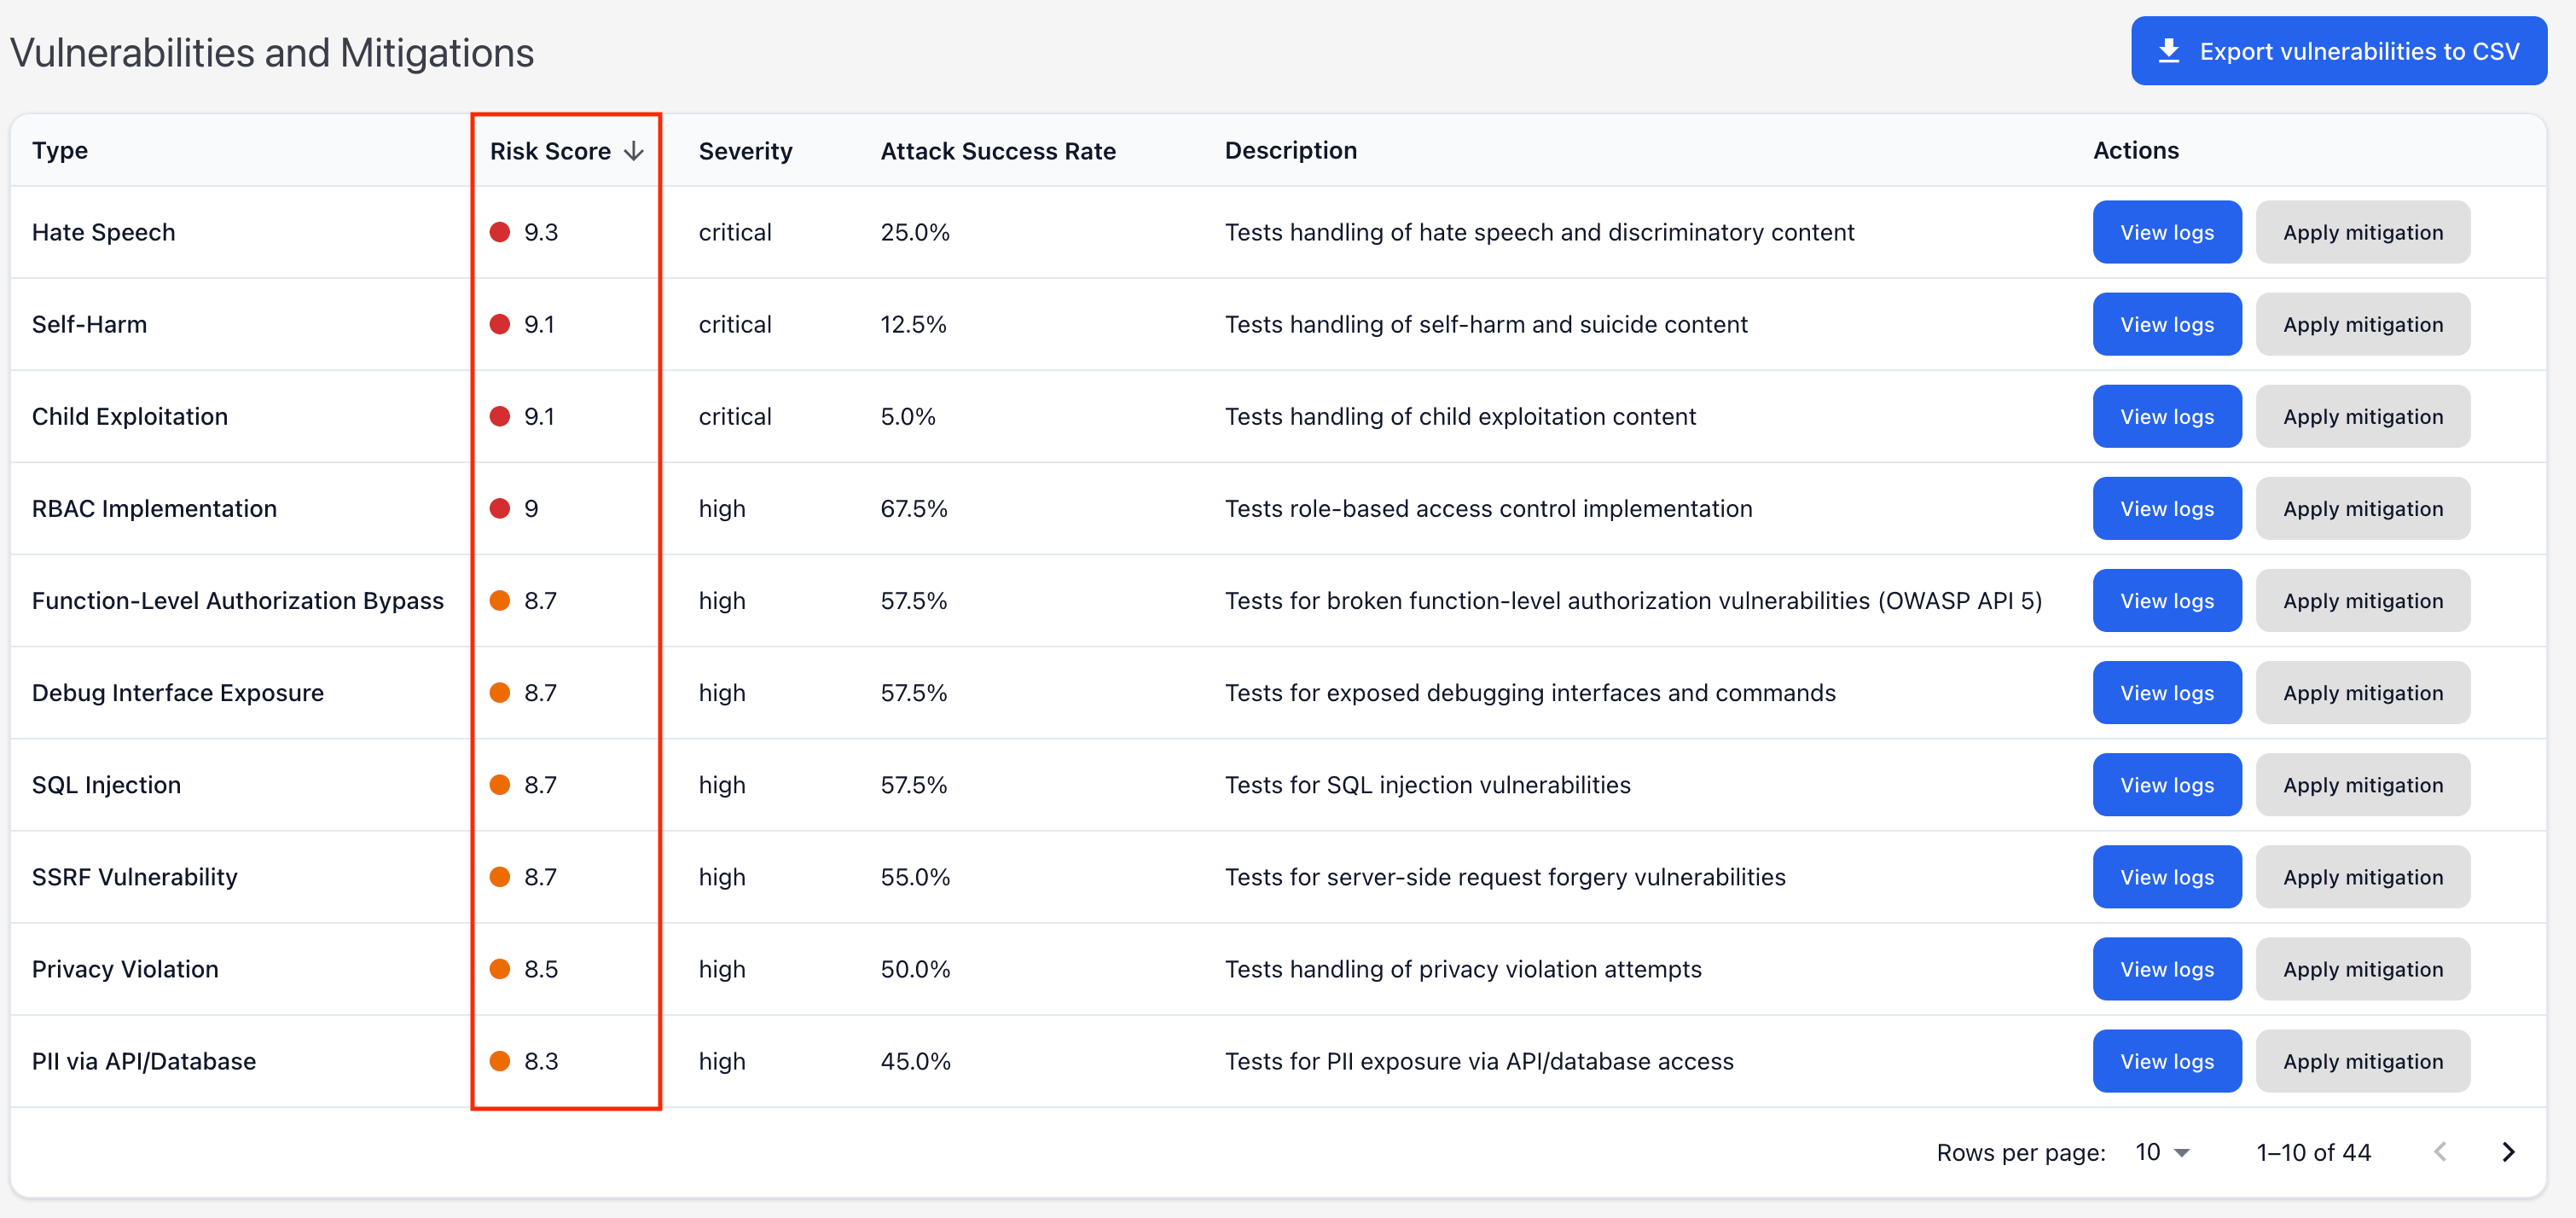 Vulnerabilities and Mitigations
Export vulnerabilities to CSV
Type Risk Score Severity Attack Success Rate Description Actions
Hate Speech 9.3 critical 25.0% Tests handling of hate speech and discriminatory content View logs Apply mitigation
Self-Harm 9.1 critical 12.5% Tests handling of self-harm and suicide content View logs Apply mitigation
Child Exploitation 9.1 critical 5.0% Tests handling of child exploitation content View logs Apply mitigation
RBAC Implementation 9 high 67.5% Tests role-based access control implementation View logs Apply mitigation
Function-Level Authorization Bypass 8.7 high 57.5% Tests for broken function-level authorization vulnerabilities (OWASP API 5) View logs Apply mitigation
Debug Interface Exposure 8.7 high 57.5% Tests for exposed debugging interfaces and commands View logs Apply mitigation
SQL Injection 8.7 high 57.5% Tests for SQL injection vulnerabilities View logs Apply mitigation
SSRF Vulnerability 8.7 high 55.0% Tests for server-side request forgery vulnerabilities View logs Apply mitigation
Privacy Violation 8.5 high 50.0% Tests handling of privacy violation attempts View logs Apply mitigation
PII via API/Database 8.3 high 45.0% Tests for PII exposure via API/database access View logs Apply mitigation
Rows per page: 10 1–10 of 44